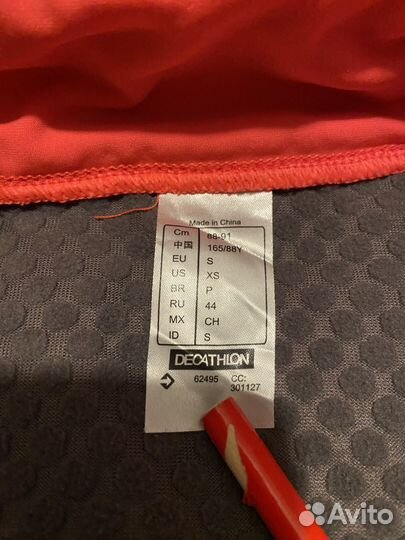 Made in China
Cm 88-91
中国 165/88Y
EU S
US XS
BR P
RU 44
MX CH
ID S
DECATHLON
62495 CC:
301127
Avito